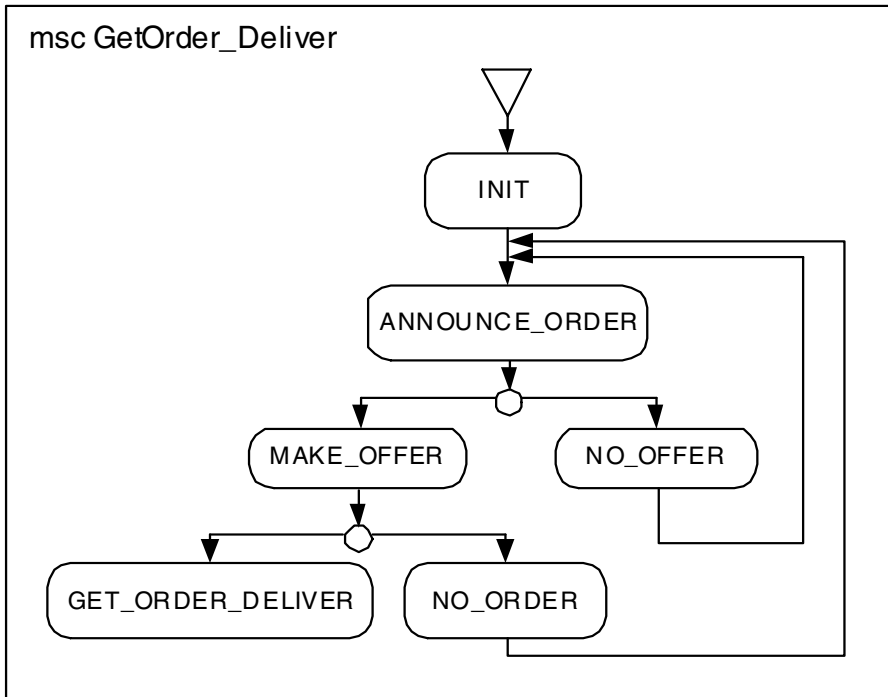 msc GetOrder_Deliver
INIT
ANNOUNCE_ORDER
MAKE_OFFER
NO_OFFER
GET_ORDER_DELIVER
NO_ORDER